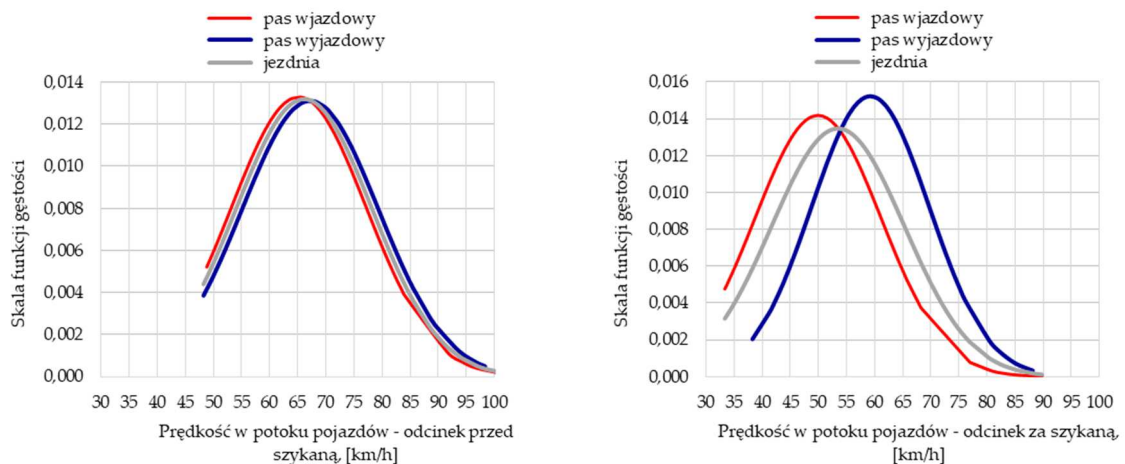 pas wjazdowy
pas wyjazdowy
jezdnia
0,014
0,012
0,010
0,008
0,006
0,004
0,002
0,000
Skala funkcji gęstości
30 35 40 45 50 55 60 65 70 75 80 85 90 95 100
Prędkość w potoku pojazdów - odcinek przed
szykaną, [km/h]
pas wjazdowy
pas wyjazdowy
jezdnia
0,016
0,014
0,012
0,010
0,008
0,006
0,004
0,002
0,000
Skala funkcji gęstości
30 35 40 45 50 55 60 65 70 75 80 85 90 95 100
Prędkość w potoku pojazdów - odcinek za szykaną,
[km/h]